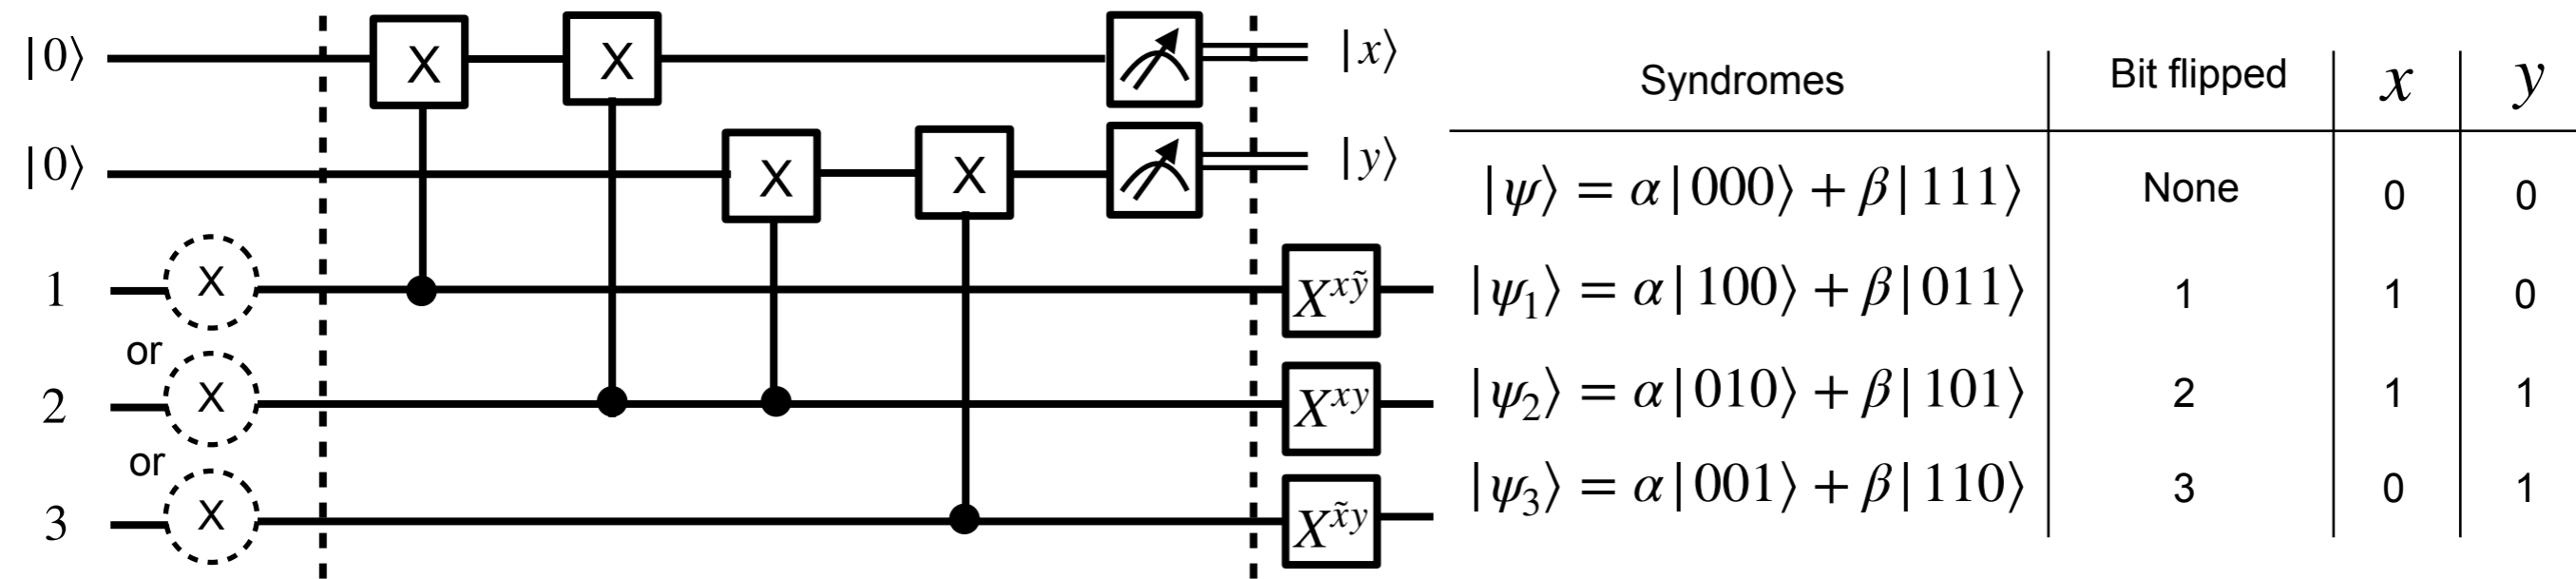 |0⟩ X X |x⟩
|0⟩ X X |y⟩
1 X X^{xỹ}
or
2 X X^{xy}
or
3 X X^{x̃y}
Syndromes Bit flipped x y
|ψ⟩ = α|000⟩ + β|111⟩ None 0 0
|ψ₁⟩ = α|100⟩ + β|011⟩ 1 1 0
|ψ₂⟩ = α|010⟩ + β|101⟩ 2 1 1
|ψ₃⟩ = α|001⟩ + β|110⟩ 3 0 1